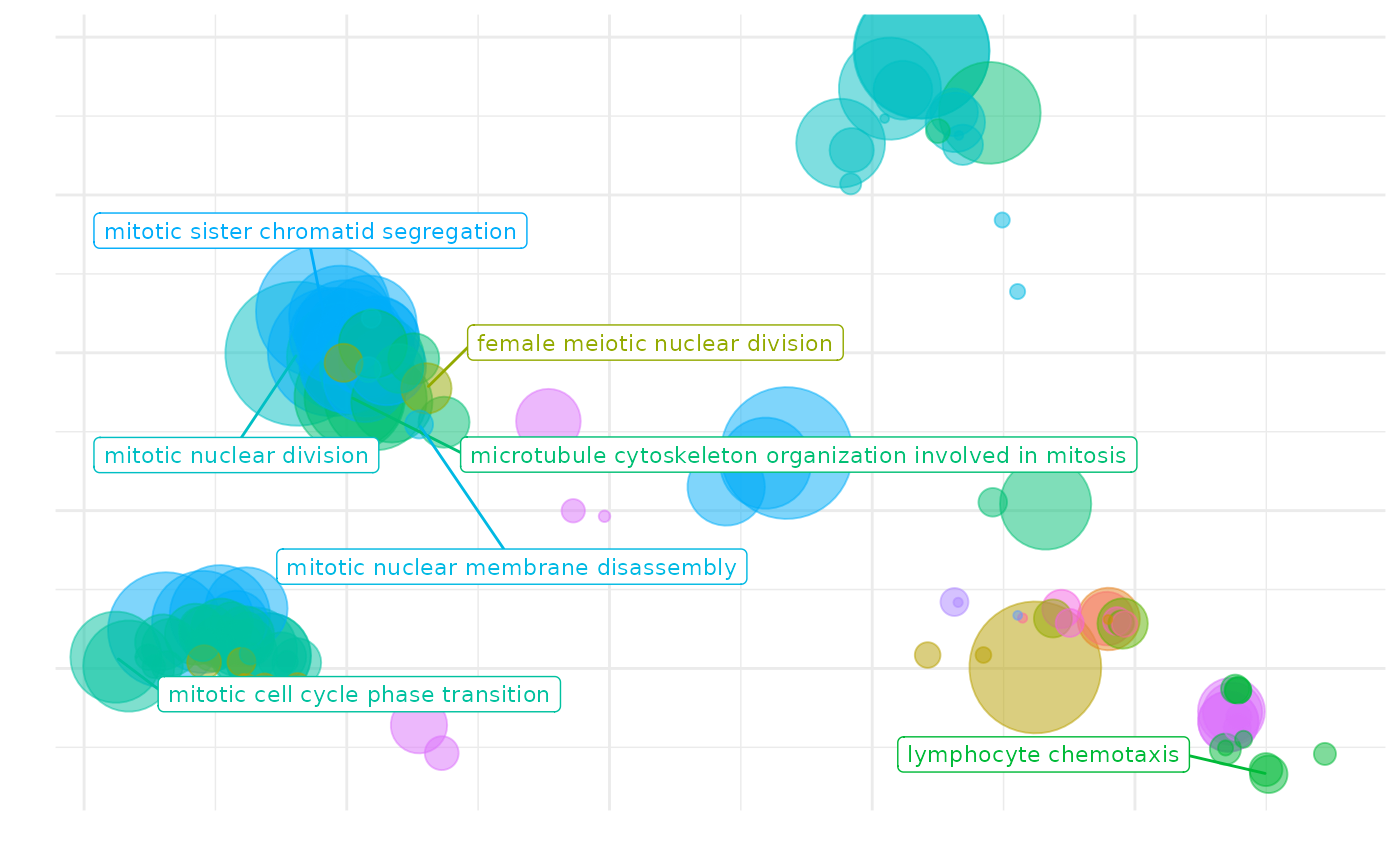 mitotic sister chromatid segregation
female meiotic nuclear division
mitotic nuclear division
microtubule cytoskeleton organization involved in mitosis
mitotic nuclear membrane disassembly
mitotic cell cycle phase transition
lymphocyte chemotaxis